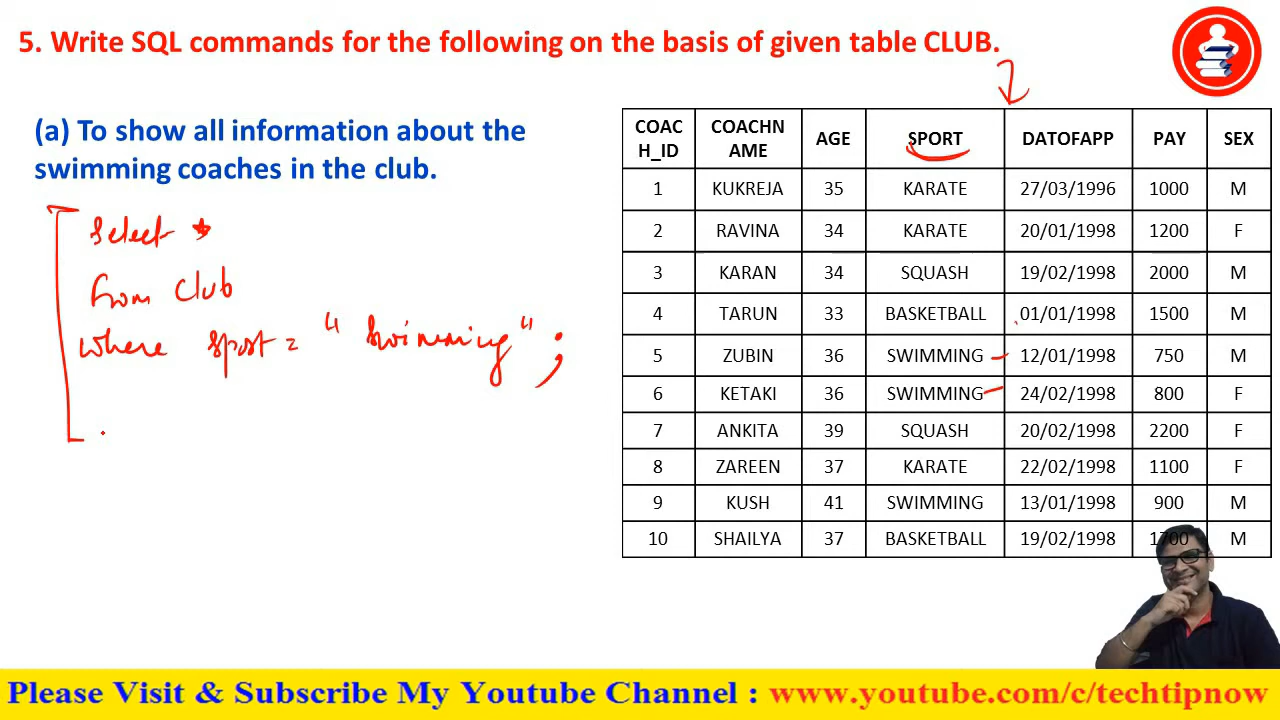 5. Write SQL commands for the following on the basis of given table CLUB.
(a) To show all information about the
swimming coaches in the club.
Select *
from Club
where sport = "Swimming";
COAC
H_ID COACHN
AME AGE SPORT DATOFAPP PAY SEX
1 KUKREJA 35 KARATE 27/03/1996 1000 M
2 RAVINA 34 KARATE 20/01/1998 1200 F
3 KARAN 34 SQUASH 19/02/1998 2000 M
4 TARUN 33 BASKETBALL 01/01/1998 1500 M
5 ZUBIN 36 SWIMMING 12/01/1998 750 M
6 KETAKI 36 SWIMMING 24/02/1998 800 F
7 ANKITA 39 SQUASH 20/02/1998 2200 F
8 ZAREEN 37 KARATE 22/02/1998 1100 F
9 KUSH 41 SWIMMING 13/01/1998 900 M
10 SHAILYA 37 BASKETBALL 19/02/1998 1700 M
Please Visit & Subscribe My Youtube Channel : www.youtube.com/c/techtipnow